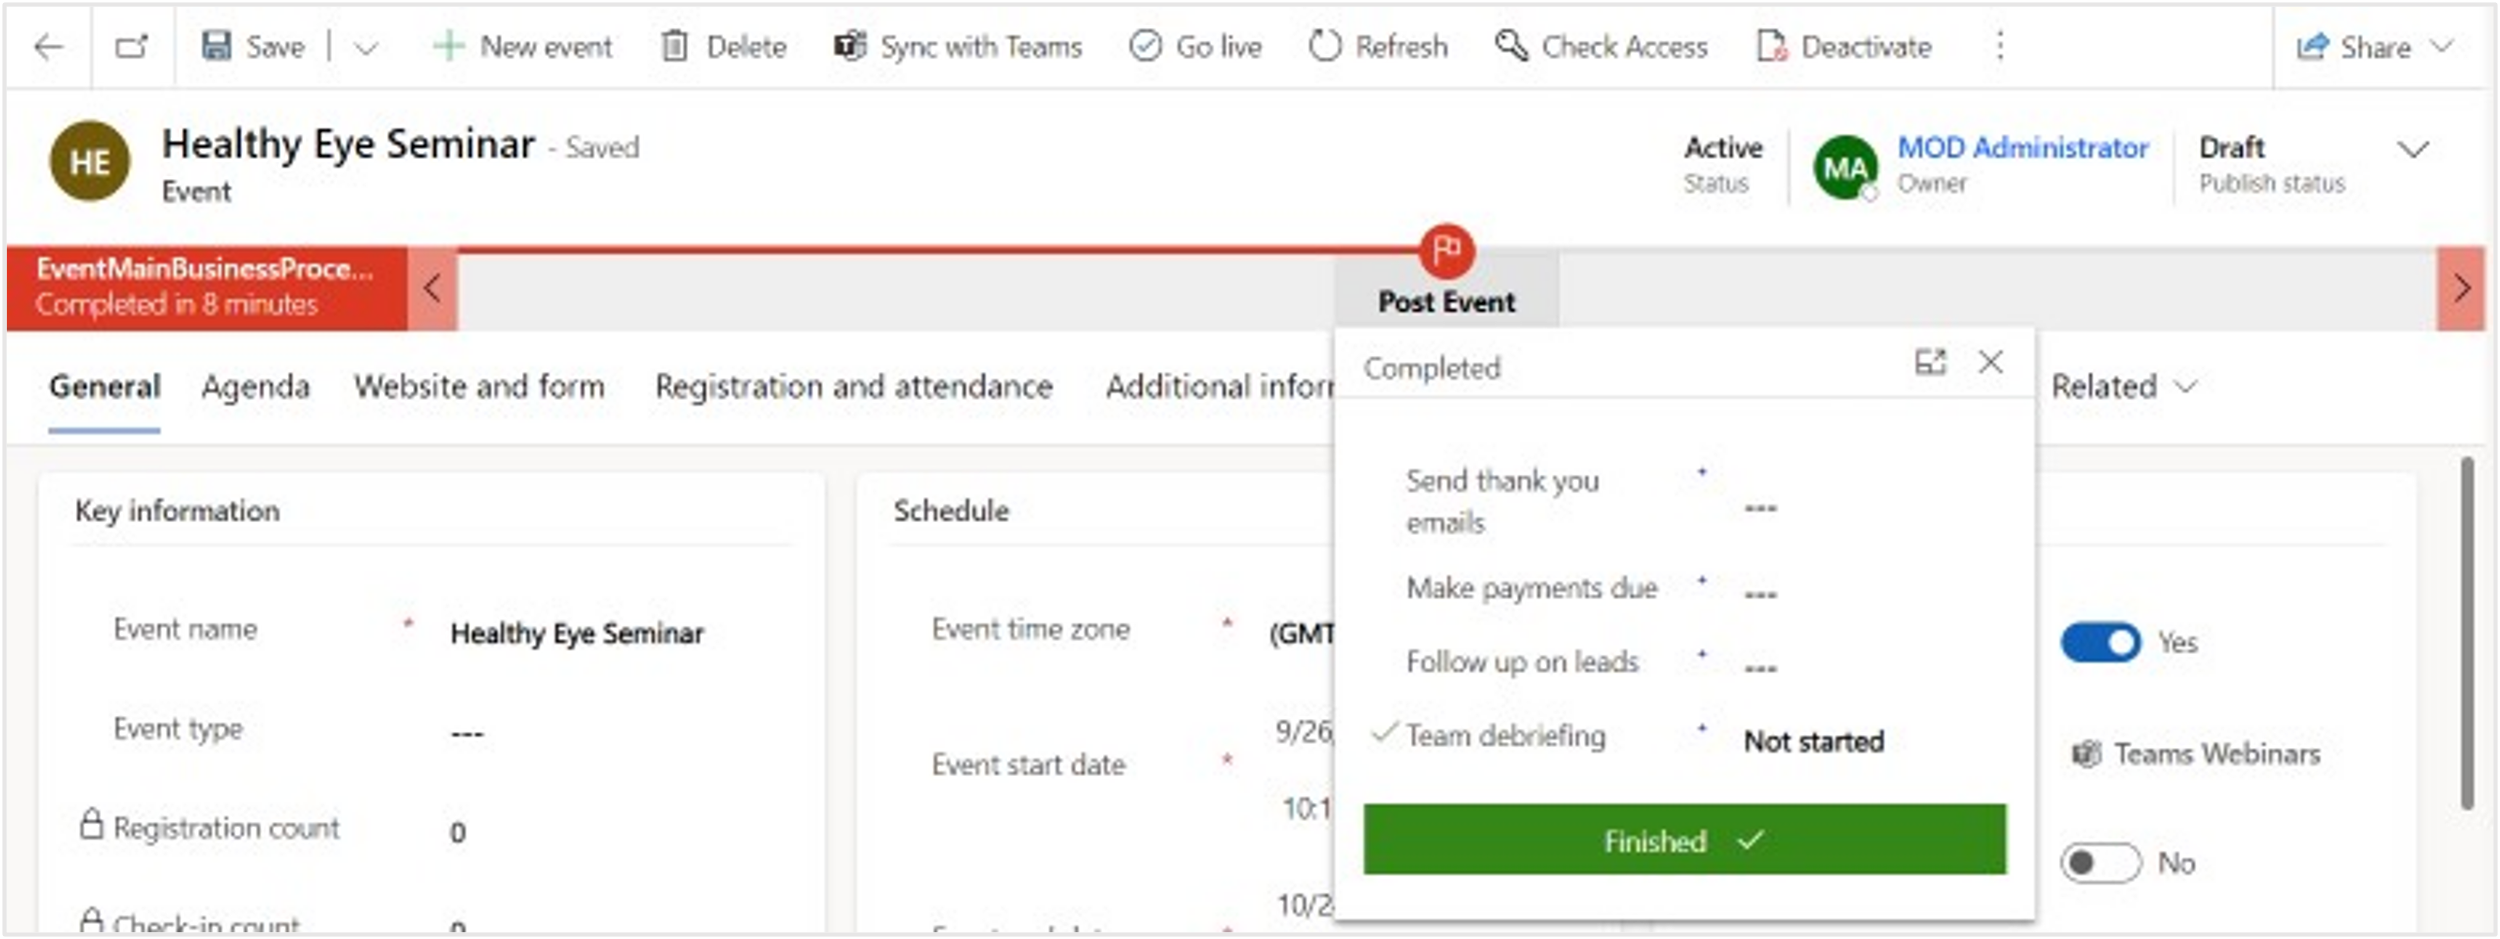 Save New event Delete Sync with Teams Go live Refresh Check Access Deactivate Share
HE
Healthy Eye Seminar - Saved
Event
Active
Status
MA
MOD Administrator
Owner
Draft
Publish status
EventMainBusinessProce...
Completed in 8 minutes
Post Event
General Agenda Website and form Registration and attendance Additional inforr Related
Completed
Send thank you
emails
---
Make payments due ---
Follow up on leads ---
Team debriefing Not started
Finished
Key information
Event name * Healthy Eye Seminar
Event type ---
Registration count 0
Check-in count 0
Schedule
Event time zone * (GMT
Event start date *
9/26
10:1
10/2
Yes
Teams Webinars
No